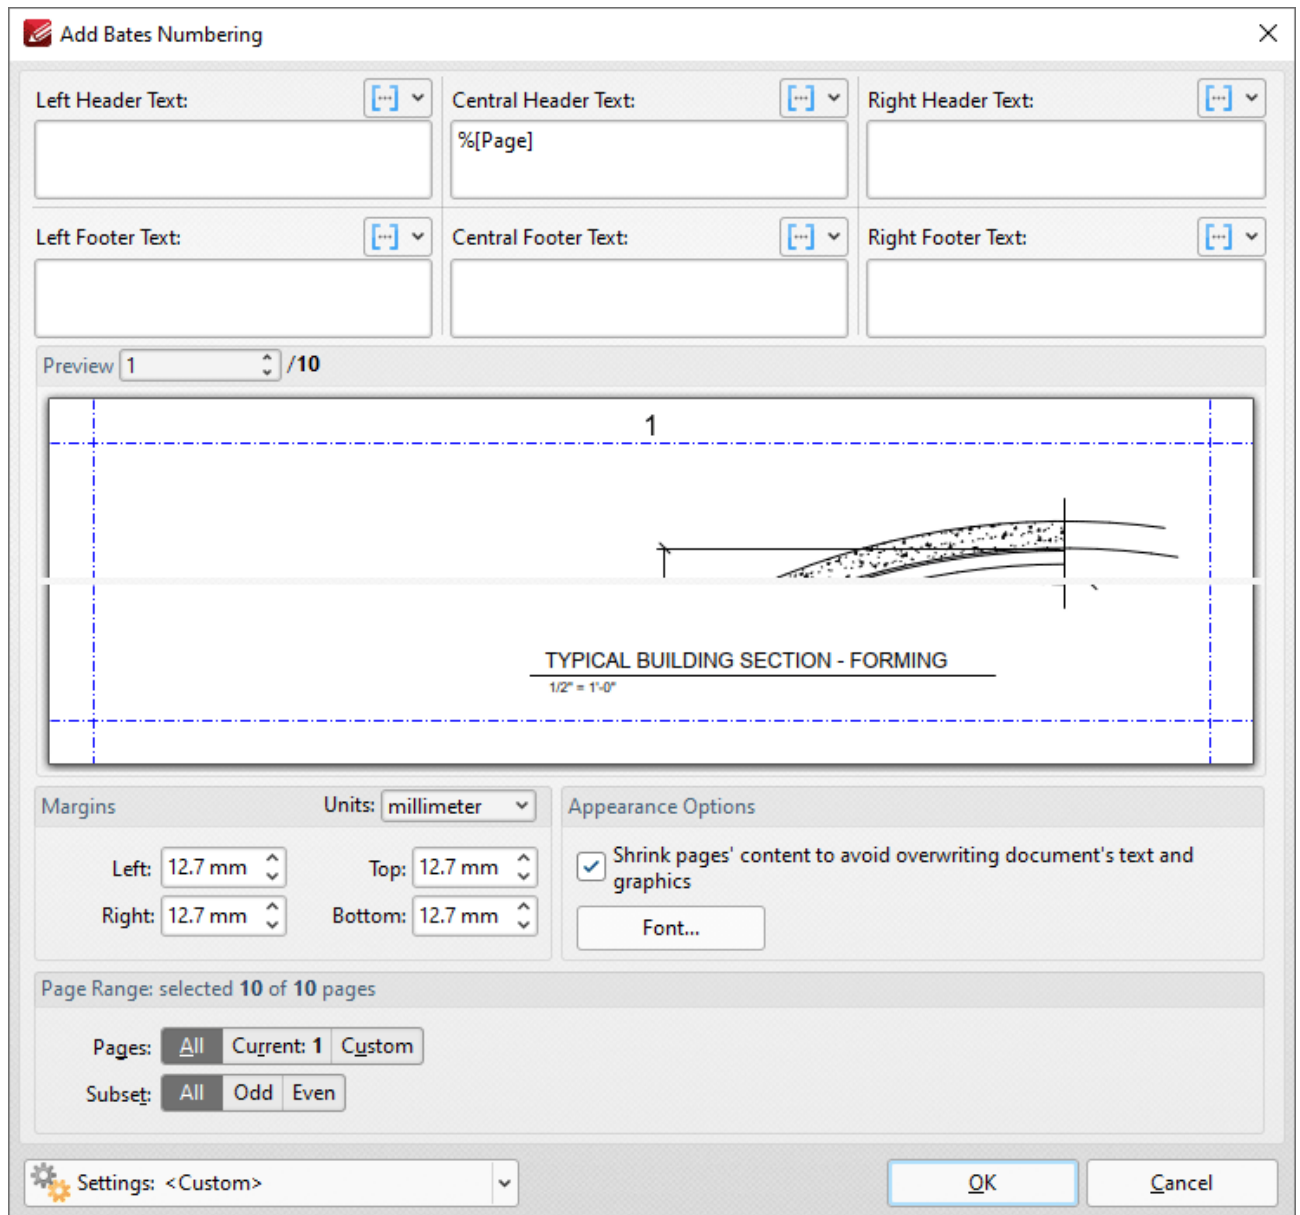 Add Bates Numbering
Left Header Text:
Central Header Text:
Right Header Text:
%[Page]
Left Footer Text:
Central Footer Text:
Right Footer Text:
Preview 1 /10
1
TYPICAL BUILDING SECTION - FORMING
1/2" = 1'-0"
Margins
Units: millimeter
Left: 12.7 mm
Top: 12.7 mm
Right: 12.7 mm
Bottom: 12.7 mm
Appearance Options
Shrink pages' content to avoid overwriting document's text and
graphics
Font...
Page Range: selected 10 of 10 pages
Pages: All Current: 1 Custom
Subset: All Odd Even
Settings: <Custom>
OK
Cancel